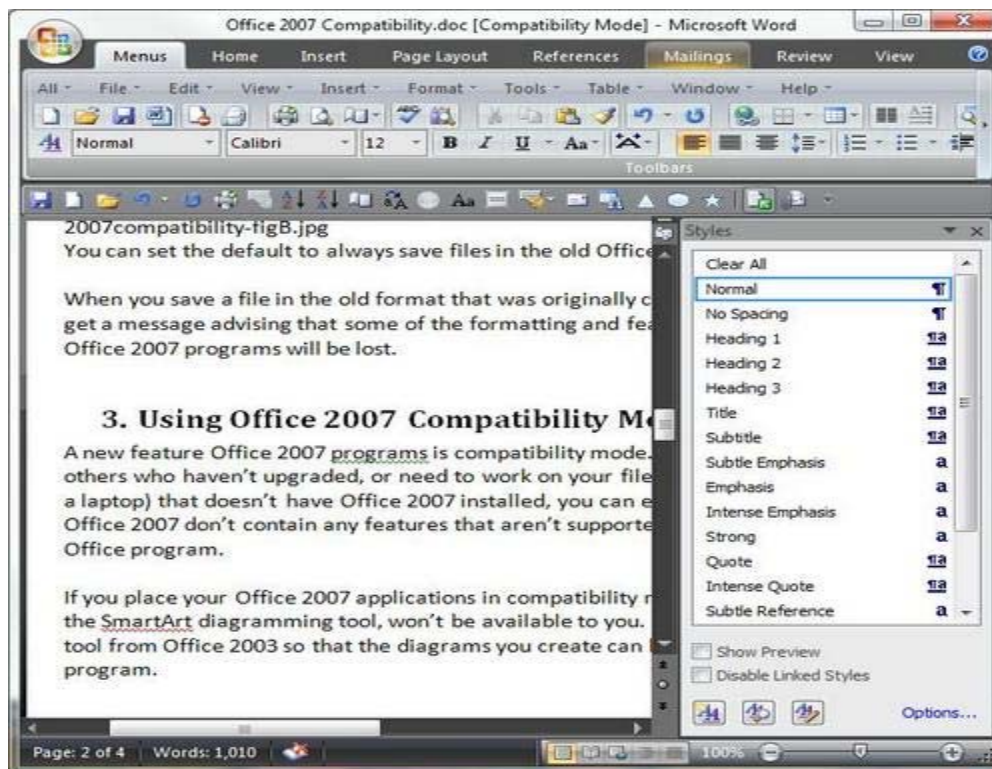 Office 2007 Compatibility.doc [Compatibility Mode] - Microsoft Word
Menus Home Insert Page Layout References Mailings Review View
All File Edit View Insert Format Tools Table Window Help
Normal Calibri 12 B I U Aa A
Toolbars
Aa
2007compatibility-figB.jpg
You can set the default to always save files in the old Office
When you save a file in the old format that was originally c
get a message advising that some of the formatting and fea
Office 2007 programs will be lost.
3. Using Office 2007 Compatibility Mo
A new feature Office 2007 programs is compatibility mode.
others who haven't upgraded, or need to work on your file
a laptop) that doesn't have Office 2007 installed, you can e
Office 2007 don't contain any features that aren't supporte
Office program.
If you place your Office 2007 applications in compatibility
the SmartArt diagramming tool, won't be available to you.
tool from Office 2003 so that the diagrams you create can
program.
Styles
Clear All
Normal ¶
No Spacing ¶
Heading 1 ¶a
Heading 2 ¶a
Heading 3 ¶a
Title ¶a
Subtitle ¶a
Subtle Emphasis a
Emphasis a
Intense Emphasis a
Strong a
Quote ¶a
Intense Quote ¶a
Subtle Reference a
Show Preview
Disable Linked Styles
Options...
Page: 2 of 4 Words: 1,010 100%